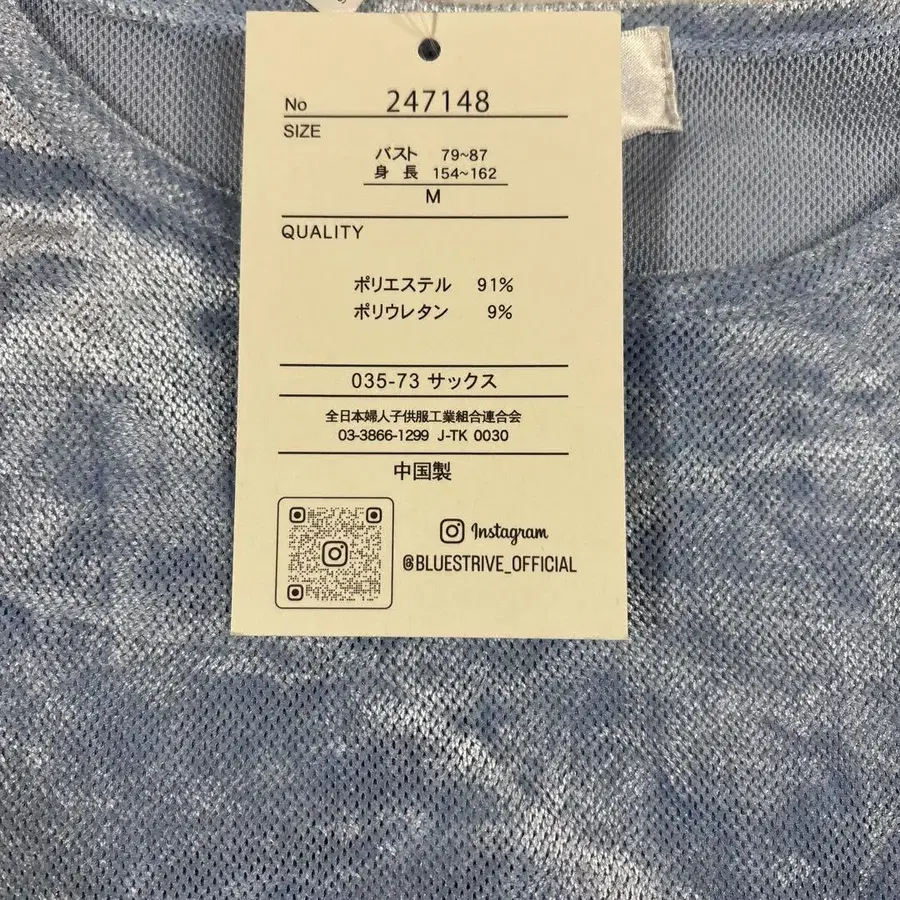 No 247148
SIZE
バスト 79~87
身 長 154~162
M
QUALITY
ポリエステル 91%
ポリウレタン 9%
035-73 サックス
全日本婦人子供服工業組合連合会
03-3866-1299 J-TK 0030
中国製
Instagram
@BLUESTRIVE_OFFICIAL